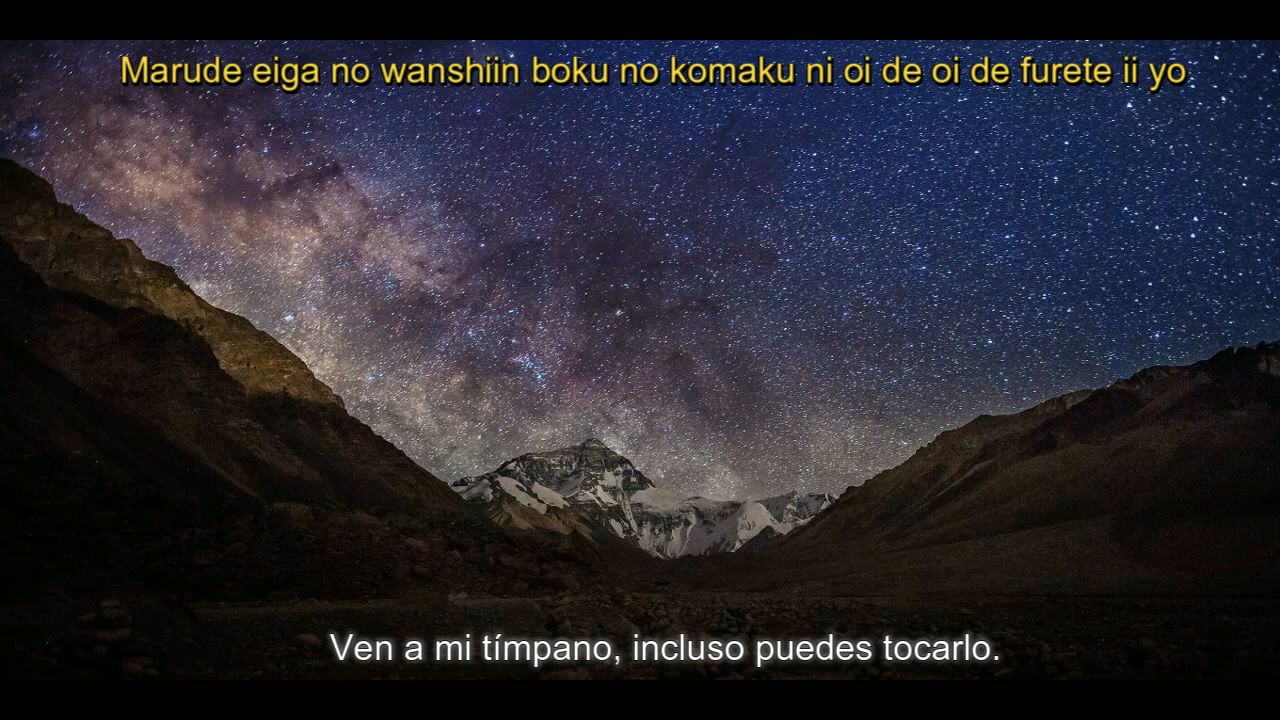 Marude eiga no wanshiin boku no komaku ni oi de oi de furete ii yo
Ven a mi tímpano, incluso puedes tocarlo.